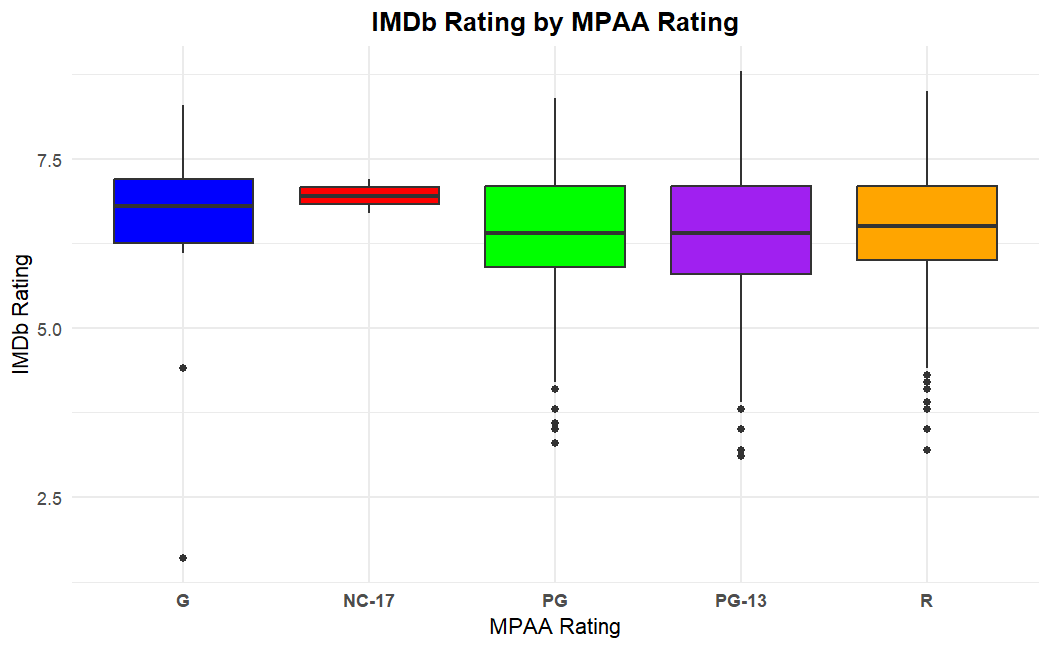 IMDb Rating by MPAA Rating
IMDb Rating
7.5
5.0
2.5
G NC-17 PG PG-13 R
MPAA Rating